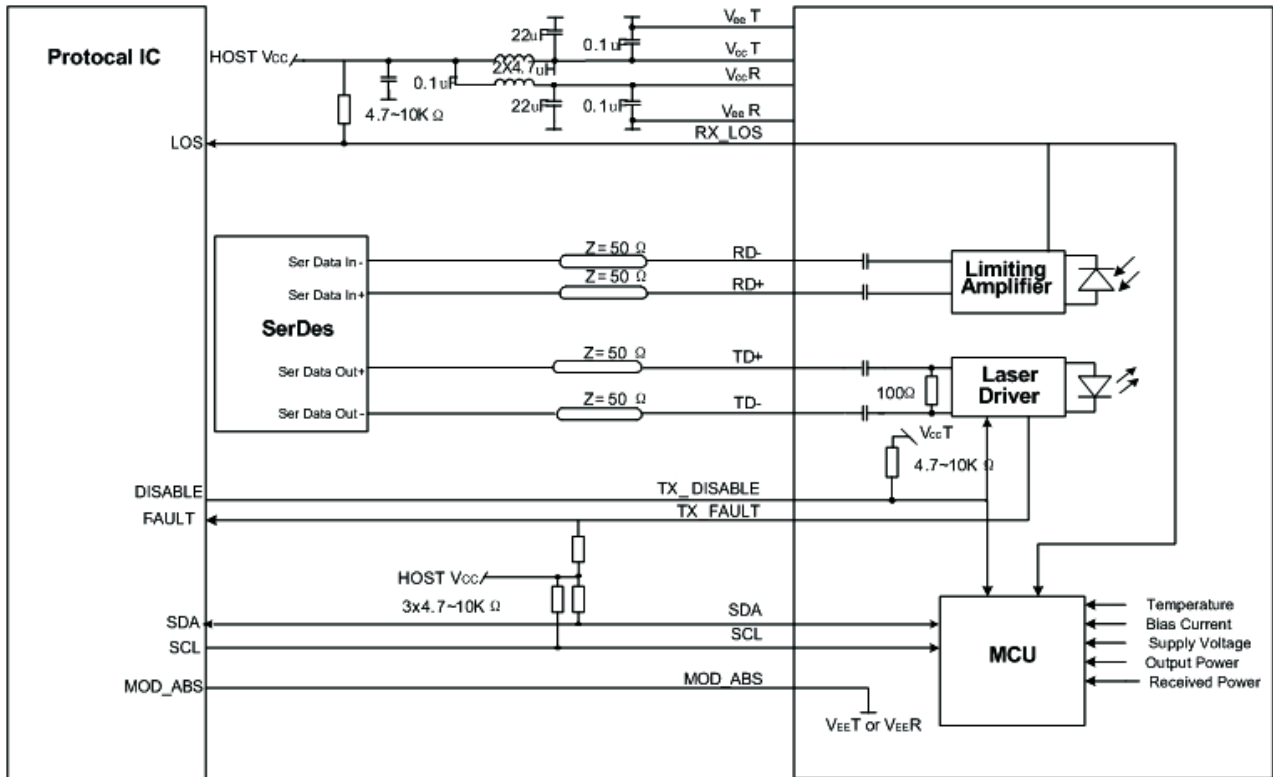 Protocal IC
HOST Vcc
22uF
0.1uF
VeeT
VccT
0.1uF
2X4.7uH
VccR
4.7~10K Ω
22uF
0.1uF
VeeR
LOS
RX_LOS
Z=50 Ω
RD-
Ser Data In-
Limiting
Amplifier
Z=50 Ω
RD+
Ser Data In+
SerDes
Z=50 Ω
TD+
Ser Data Out+
Laser
Driver
100Ω
Z=50 Ω
TD-
Ser Data Out-
VccT
4.7~10K Ω
DISABLE
TX_DISABLE
FAULT
TX_FAULT
HOST Vcc
3x4.7~10K Ω
SDA
SDA
SCL
SCL
MCU
Temperature
Bias Current
Supply Voltage
Output Power
Received Power
MOD_ABS
MOD_ABS
VEET or VEER